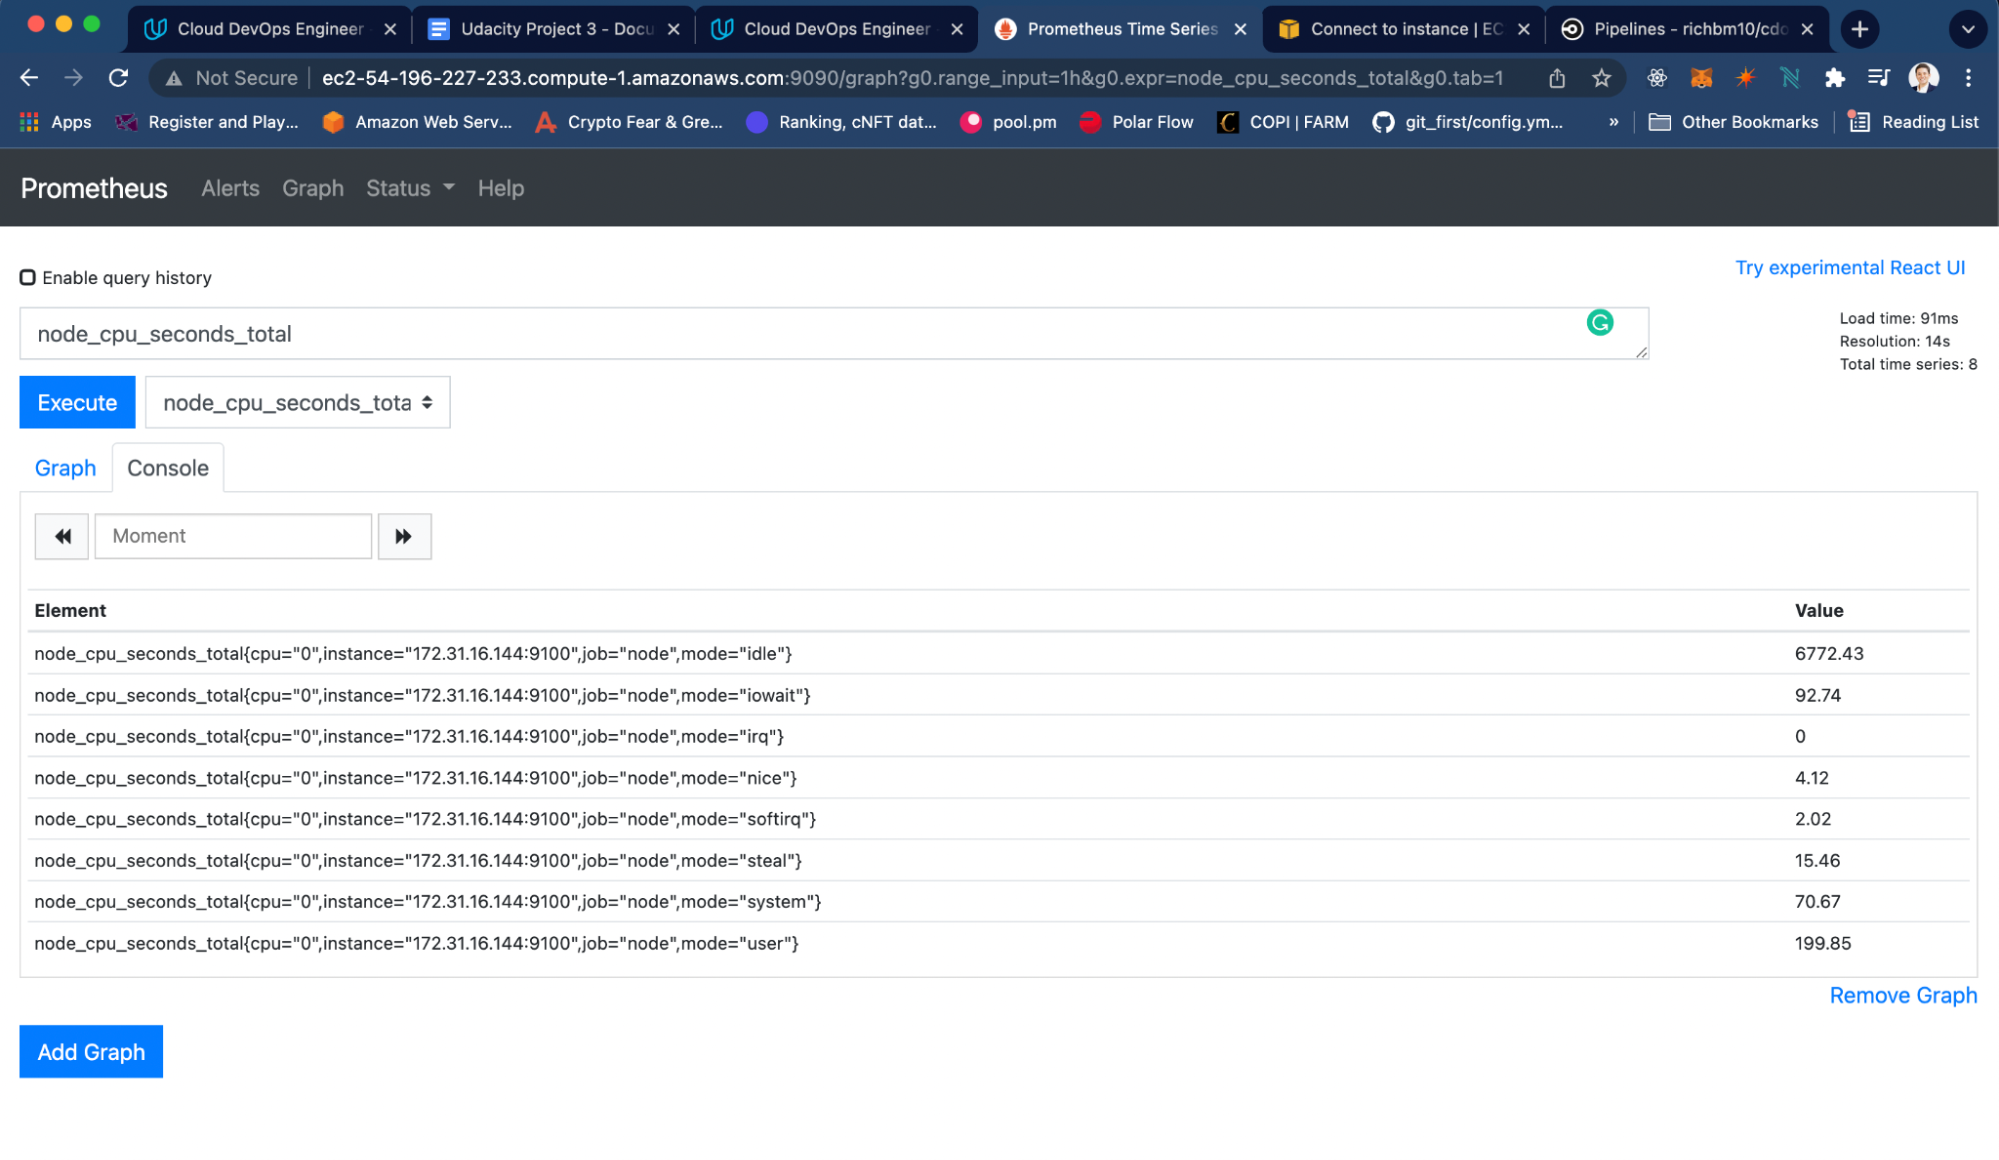 Cloud DevOps Engineer
Udacity Project 3 - Docu
Cloud DevOps Engineer
Prometheus Time Series
Connect to instance | EC
Pipelines - richbm10/cdo
Not Secure
ec2-54-196-227-233.compute-1.amazonaws.com:9090/graph?g0.range_input=1h&g0.expr=node_cpu_seconds_total&g0.tab=1
Apps
Register and Play...
Amazon Web Serv...
Crypto Fear & Gre...
Ranking, cNFT dat...
pool.pm
Polar Flow
COPI | FARM
git_first/config.ym...
»
Other Bookmarks
Reading List
Prometheus
Alerts
Graph
Status
Help
Enable query history
Try experimental React UI
node_cpu_seconds_total
Load time: 91ms
Resolution: 14s
Total time series: 8
Execute
node_cpu_seconds_tota
Graph
Console
Moment
Element Value
node_cpu_seconds_total{cpu="0",instance="172.31.16.144:9100",job="node",mode="idle"} 6772.43
node_cpu_seconds_total{cpu="0",instance="172.31.16.144:9100",job="node",mode="iowait"} 92.74
node_cpu_seconds_total{cpu="0",instance="172.31.16.144:9100",job="node",mode="irq"} 0
node_cpu_seconds_total{cpu="0",instance="172.31.16.144:9100",job="node",mode="nice"} 4.12
node_cpu_seconds_total{cpu="0",instance="172.31.16.144:9100",job="node",mode="softirq"} 2.02
node_cpu_seconds_total{cpu="0",instance="172.31.16.144:9100",job="node",mode="steal"} 15.46
node_cpu_seconds_total{cpu="0",instance="172.31.16.144:9100",job="node",mode="system"} 70.67
node_cpu_seconds_total{cpu="0",instance="172.31.16.144:9100",job="node",mode="user"} 199.85
Remove Graph
Add Graph